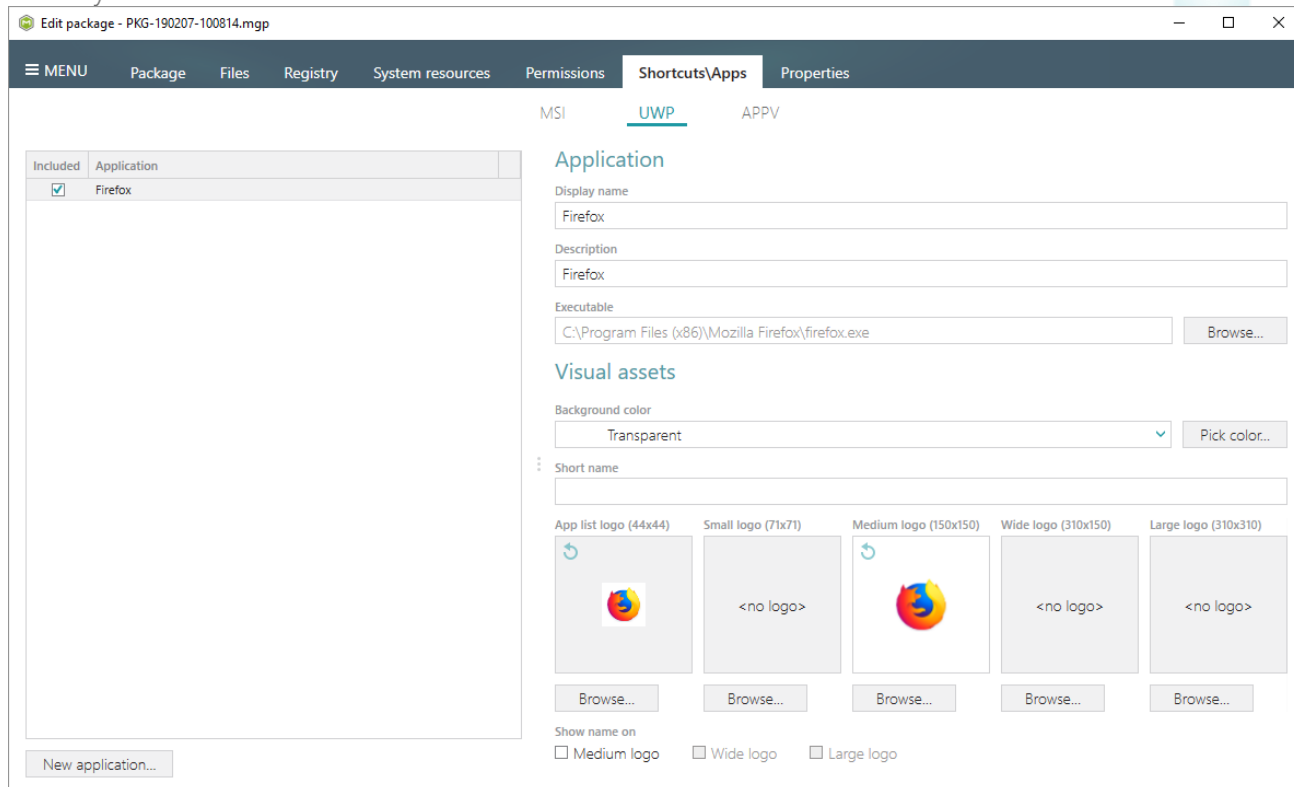 Edit package - PKG-190207-100814.mgp
MENU Package Files Registry System resources Permissions Shortcuts\Apps Properties
MSI UWP APPV
Included Application
Firefox
New application...
Application
Display name
Firefox
Description
Firefox
Executable
C:\Program Files (x86)\Mozilla Firefox\firefox.exe Browse...
Visual assets
Background color
Transparent Pick color...
Short name
App list logo (44x44) Small logo (71x71) Medium logo (150x150) Wide logo (310x150) Large logo (310x310)
<no logo> <no logo> <no logo>
Browse... Browse... Browse... Browse... Browse...
Show name on
Medium logo Wide logo Large logo